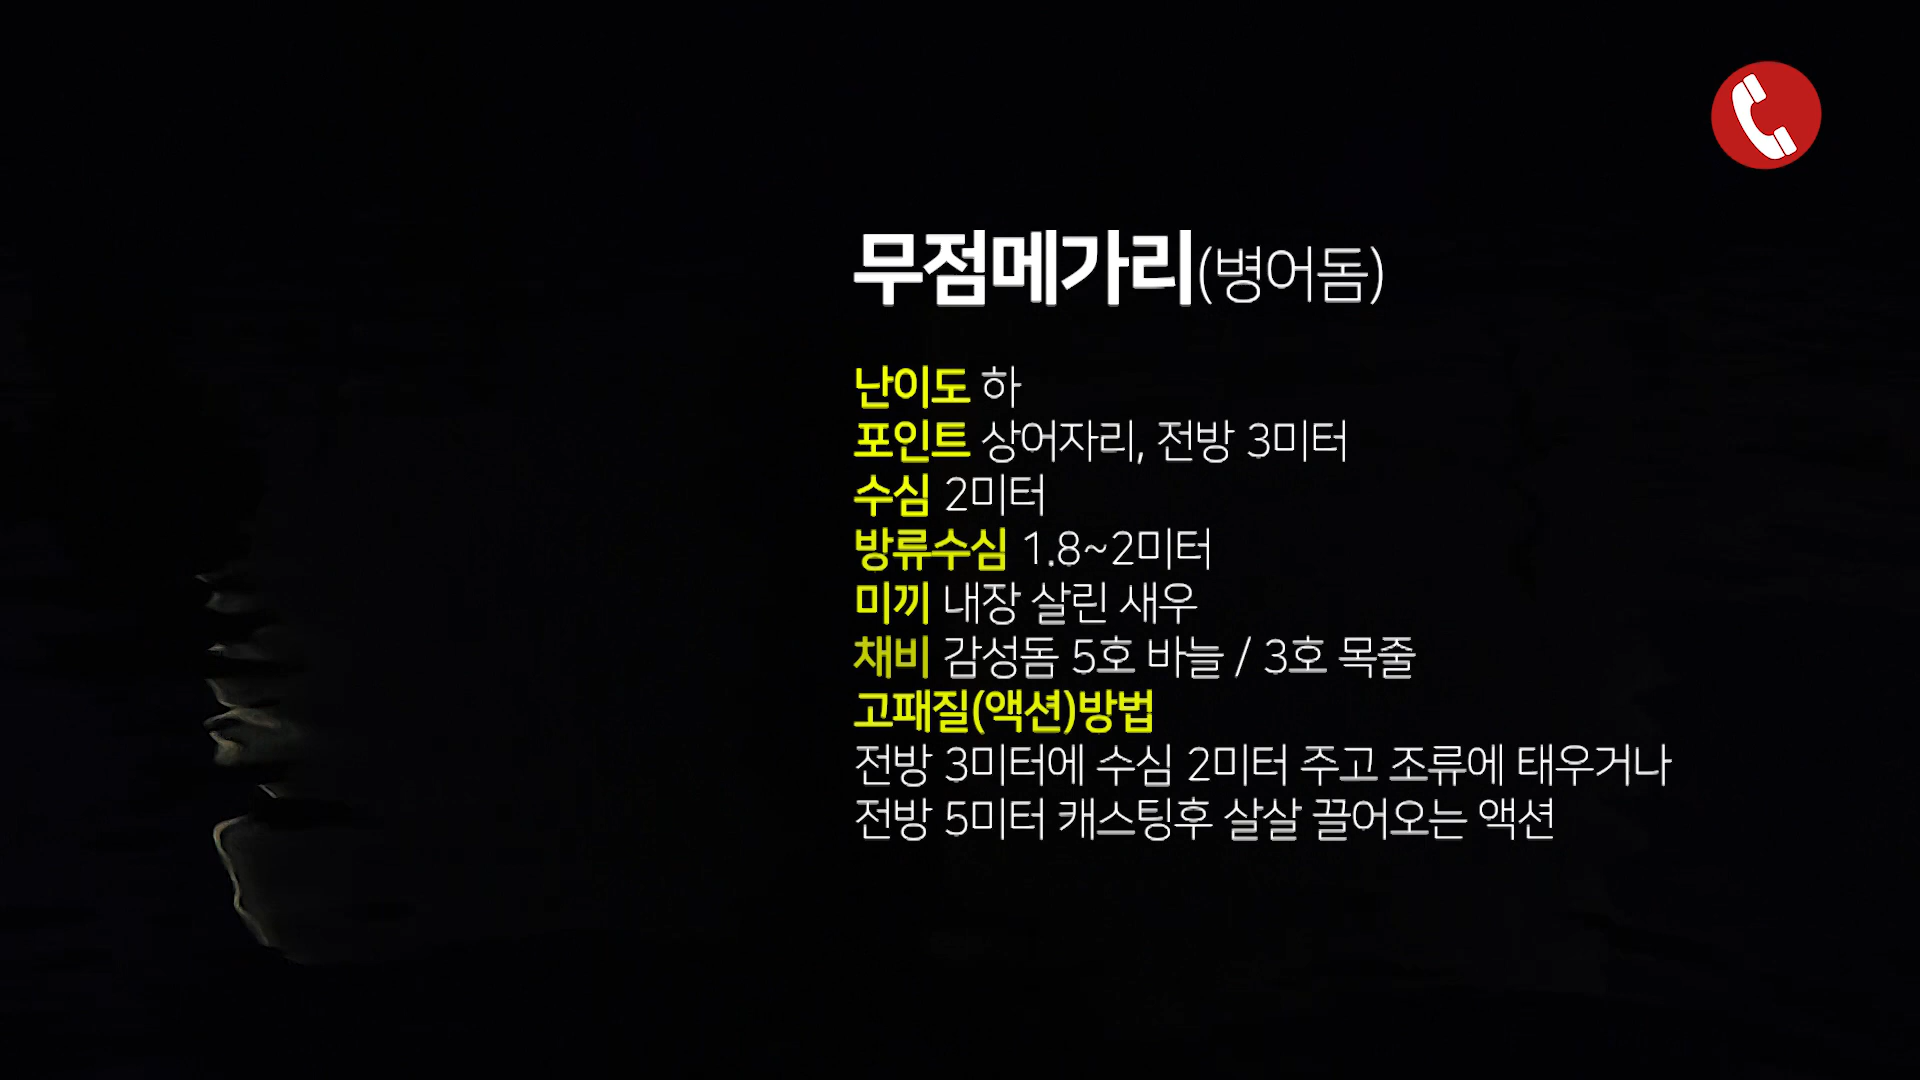 무점메가리(병어돔)
난이도 하
포인트 상어자리, 전방 3미터
수심 2미터
방류수심 1.8~2미터
미끼 내장 살린 새우
채비 감성돔 5호 바늘 / 3호 목줄
고패질(액션)방법
전방 3미터에 수심 2미터 주고 조류에 태우거나
전방 5미터 캐스팅후 살살 끌어오는 액션